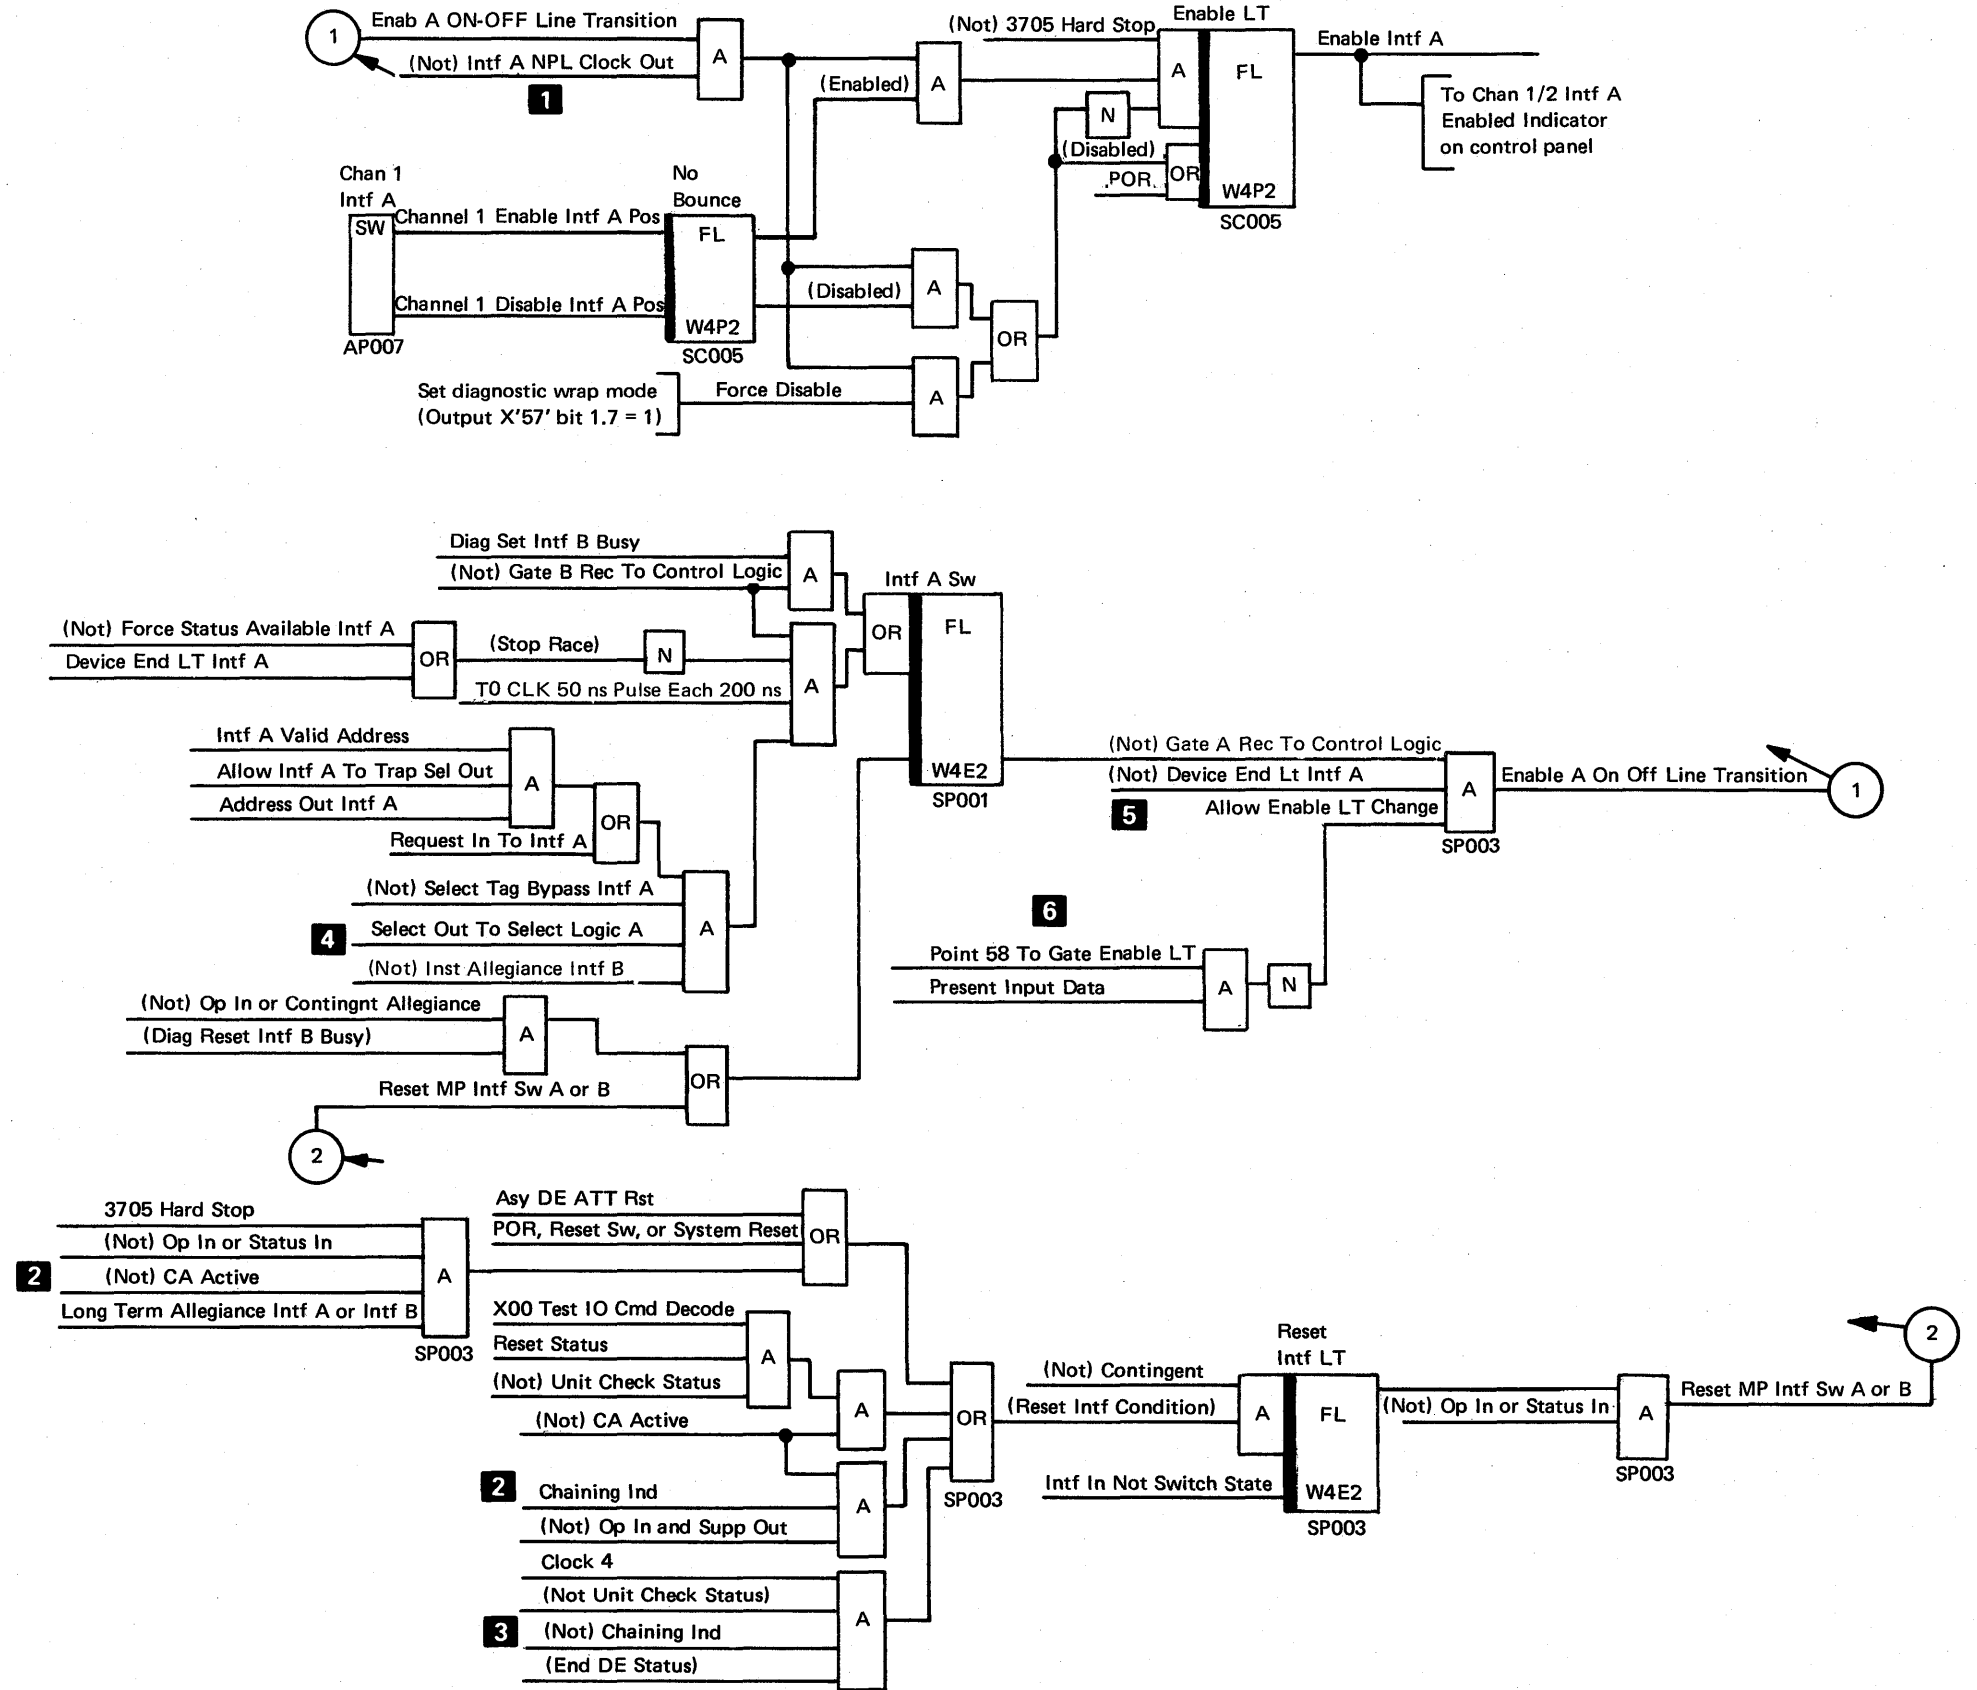 Enab A ON-OFF Line Transition
1
(Not) Intf A NPL Clock Out
1
A
(Enabled)
A
(Not) 3705 Hard Stop
Enable LT
A
FL
N
(Disabled)
POR
OR
W4P2
SC005
Enable Intf A
To Chan 1/2 Intf A
Enabled Indicator
on control panel
Chan 1
Intf A
SW
AP007
Channel 1 Enable Intf A Pos
Channel 1 Disable Intf A Pos
No
Bounce
FL
W4P2
SC005
(Disabled)
A
OR
Set diagnostic wrap mode
(Output X'57' bit 1.7 = 1)
Force Disable
A
Diag Set Intf B Busy
(Not) Gate B Rec To Control Logic
A
Intf A Sw
OR
FL
W4E2
SP001
(Not) Force Status Available Intf A
Device End LT Intf A
OR
(Stop Race)
N
T0 CLK 50 ns Pulse Each 200 ns
A
Intf A Valid Address
Allow Intf A To Trap Sel Out
Address Out Intf A
A
Request In To Intf A
OR
(Not) Select Tag Bypass Intf A
4
Select Out To Select Logic A
(Not) Inst Allegiance Intf B
A
(Not) Gate A Rec To Control Logic
(Not) Device End Lt Intf A
5
Allow Enable LT Change
A
SP003
Enable A On Off Line Transition
1
6
Point 58 To Gate Enable LT
Present Input Data
A
N
(Not) Op In or Contingnt Allegiance
(Diag Reset Intf B Busy)
A
Reset MP Intf Sw A or B
OR
2
3705 Hard Stop
(Not) Op In or Status In
2
(Not) CA Active
Long Term Allegiance Intf A or Intf B
A
SP003
Asy DE ATT Rst
POR, Reset Sw, or System Reset
OR
X00 Test IO Cmd Decode
Reset Status
(Not) Unit Check Status
A
(Not) CA Active
A
2
Chaining Ind
(Not) Op In and Supp Out
A
Clock 4
(Not Unit Check Status)
3
(Not) Chaining Ind
(End DE Status)
A
OR
SP003
(Not) Contingent
(Reset Intf Condition)
Intf In Not Switch State
Reset
Intf LT
A
FL
W4E2
SP003
(Not) Op In or Status In
A
SP003
Reset MP Intf Sw A or B
2